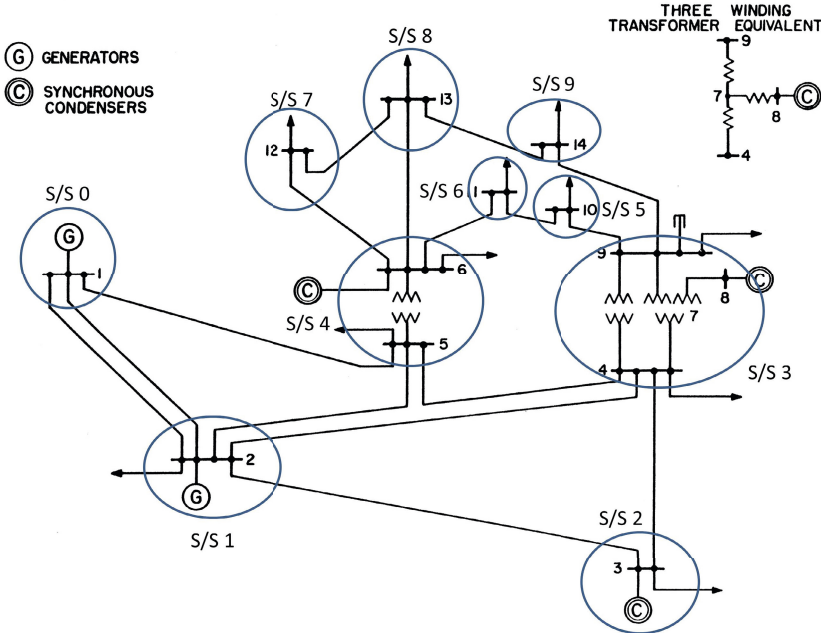 THREE WINDING
TRANSFORMER EQUIVALENT
9
7
8
C
4
G GENERATORS
C SYNCHRONOUS
CONDENSERS
S/S 8
13
S/S 7
12
S/S 9
14
S/S 6
1
S/S 5
10
S/S 0
G
1
6
C
S/S 4
5
9
8
C
7
4
S/S 3
2
G
S/S 1
S/S 2
3
C